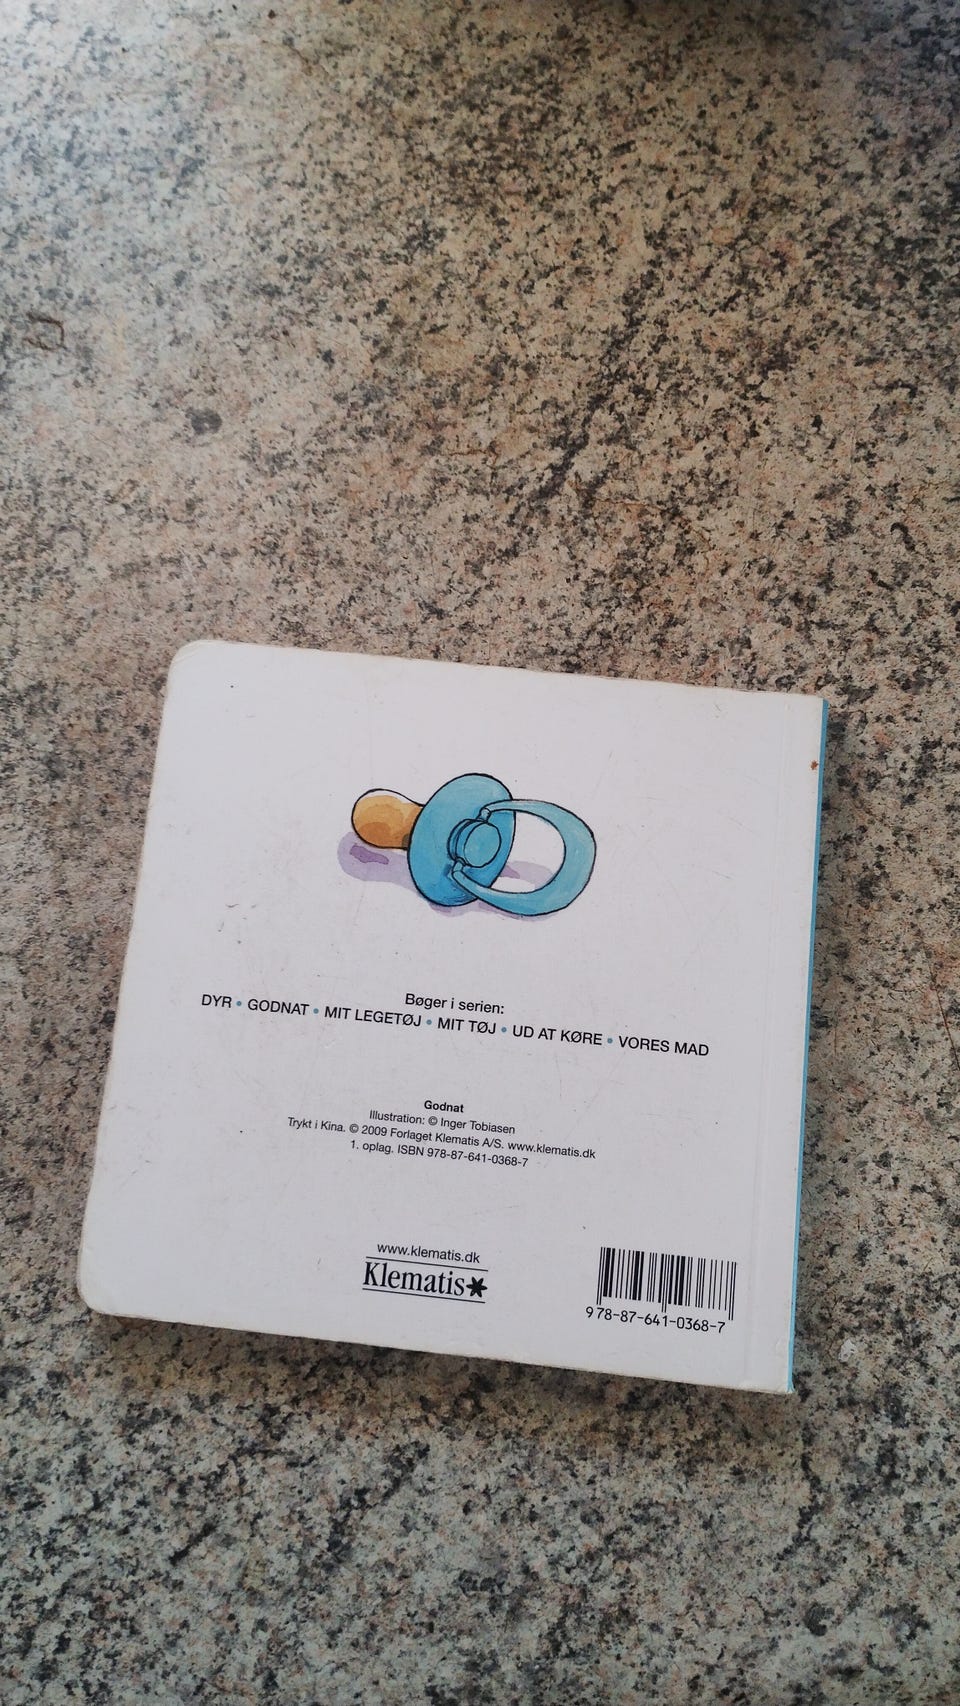 Bøger i serien:
DYR • GODNAT • MIT LEGETØJ • MIT TØJ • UD AT KØRE • VORES MAD
Godnat
Illustration: © Inger Tobiasen
Trykt i Kina. © 2009 Forlaget Klematis A/S. www.klematis.dk
1. oplag. ISBN 978-87-641-0368-7
www.klematis.dk
Klematis
978-87-641-0368-7